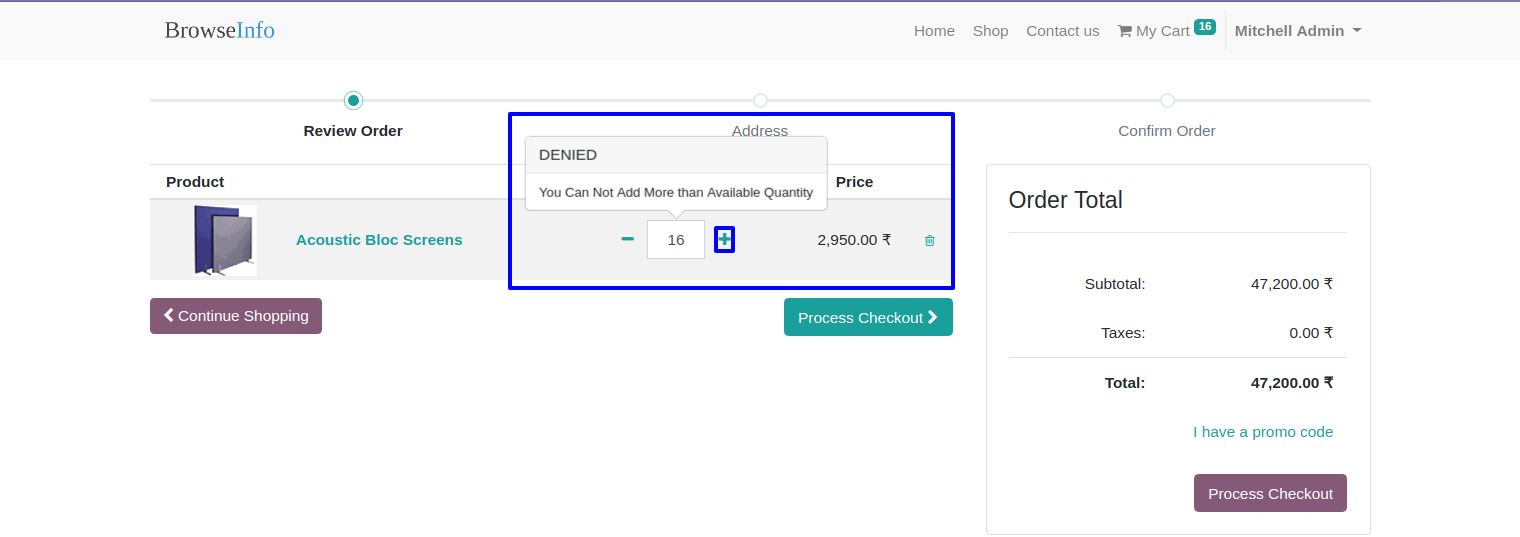 BrowseInfo
Home Shop Contact us My Cart 16 Mitchell Admin
Review Order
Address
Confirm Order
DENIED
You Can Not Add More than Available Quantity
Product
Price
Acoustic Bloc Screens
16
2,950.00 ₹
Continue Shopping
Process Checkout
Order Total
Subtotal: 47,200.00 ₹
Taxes: 0.00 ₹
Total: 47,200.00 ₹
I have a promo code
Process Checkout